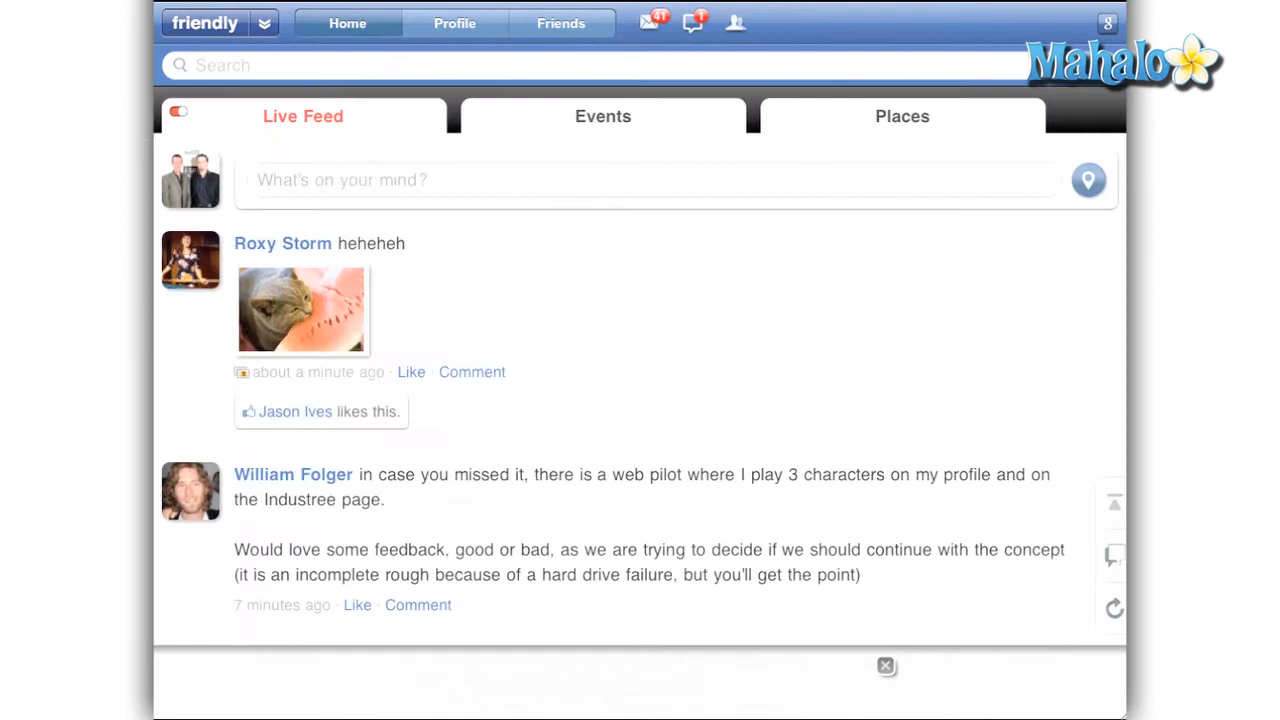 friendly Home Profile Friends 41 1 g
Search
Mahalo
Live Feed Events Places
What's on your mind?
Roxy Storm heheheh
about a minute ago · Like · Comment
Jason Ives likes this.
William Folger in case you missed it, there is a web pilot where I play 3 characters on my profile and on
the Industree page.
Would love some feedback, good or bad, as we are trying to decide if we should continue with the concept
(it is an incomplete rough because of a hard drive failure, but you'll get the point)
7 minutes ago · Like · Comment